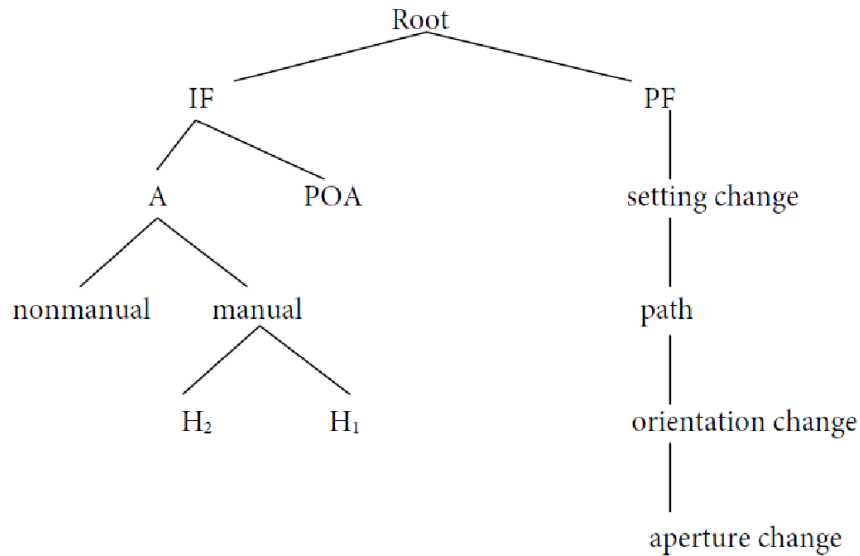 Root
IF PF
A POA setting change
nonmanual manual path
H₂ H₁ orientation change
aperture change